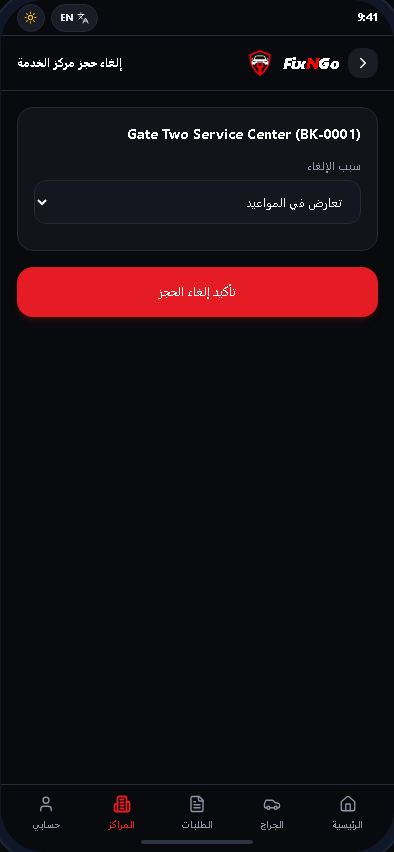 9:41
EN
FixNGo
إلغاء حجز مركز الخدمة
Gate Two Service Center (BK-0001)
سبب الإلغاء
تعارض في المواعيد
تأكيد إلغاء الحجز
الرئيسية
الجراج
الطلبات
المراكز
حسابي